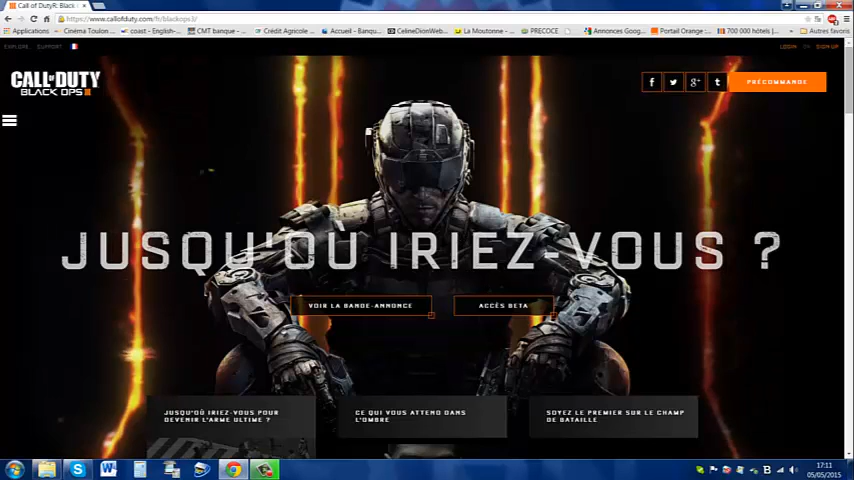 Call of DutyR: Black
https://www.callofduty.com/fr/blackops3/
Applications
Cinéma Toulon
coast - English-
CMT banque -
Crédit Agricole
Accueil - Banqu
CelineDionWeb
La Moutonne -
PRECOCE
Annonces Goog
Portail Orange
700 000 hôtels,
Autres favoris
EXPLORE SUPPORT
LOGIN OR SIGN UP
CALL OF DUTY
BLACK OPS III
f g+ t
PRÉCOMMANDE
JUSQU'OÙ IRIEZ-VOUS ?
VOIR LA BANDE-ANNONCE
ACCÈS BETA
JUSQU'OÙ IRIEZ-VOUS POUR
DEVENIR L'ARME ULTIME ?
CE QUI VOUS ATTEND DANS
L'OMBRE
SOYEZ LE PREMIER SUR LE CHAMP
DE BATAILLE
17:11
05/05/2015